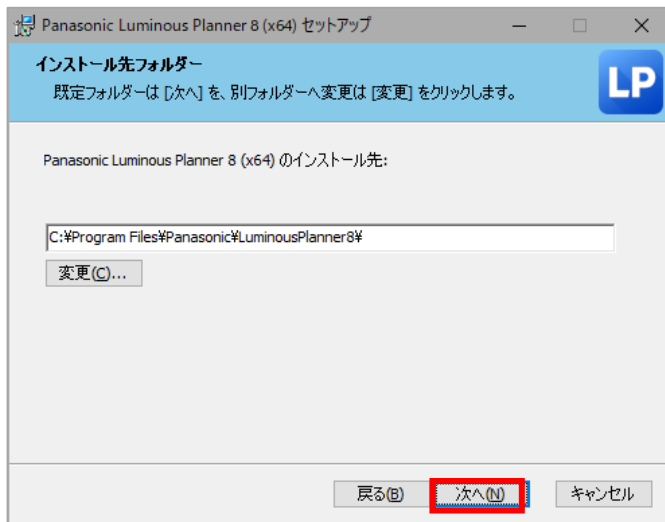 Panasonic Luminous Planner 8 (x64) セットアップ
インストール先フォルダー
既定フォルダーは [次へ] を、別フォルダーへ変更は [変更] をクリックします。
LP
Panasonic Luminous Planner 8 (x64) のインストール先:
C:¥Program Files¥Panasonic¥LuminousPlanner8¥
変更(C)...
戻る(B)
次へ(N)
キャンセル